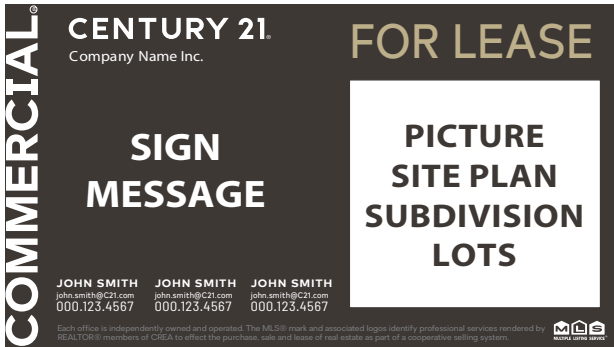 COMMERCIAL®
CENTURY 21®
Company Name Inc.
FOR LEASE
SIGN
MESSAGE
PICTURE
SITE PLAN
SUBDIVISION
LOTS
JOHN SMITH
john.smith@C21.com
000.123.4567
JOHN SMITH
john.smith@C21.com
000.123.4567
JOHN SMITH
john.smith@C21.com
000.123.4567
Each office is independently owned and operated. The MLS® mark and associated logos identify professional services rendered by
REALTOR® members of CREA to effect the purchase, sale and lease of real estate as part of a cooperative selling system.
MLS
MULTIPLE LISTING SERVICE®